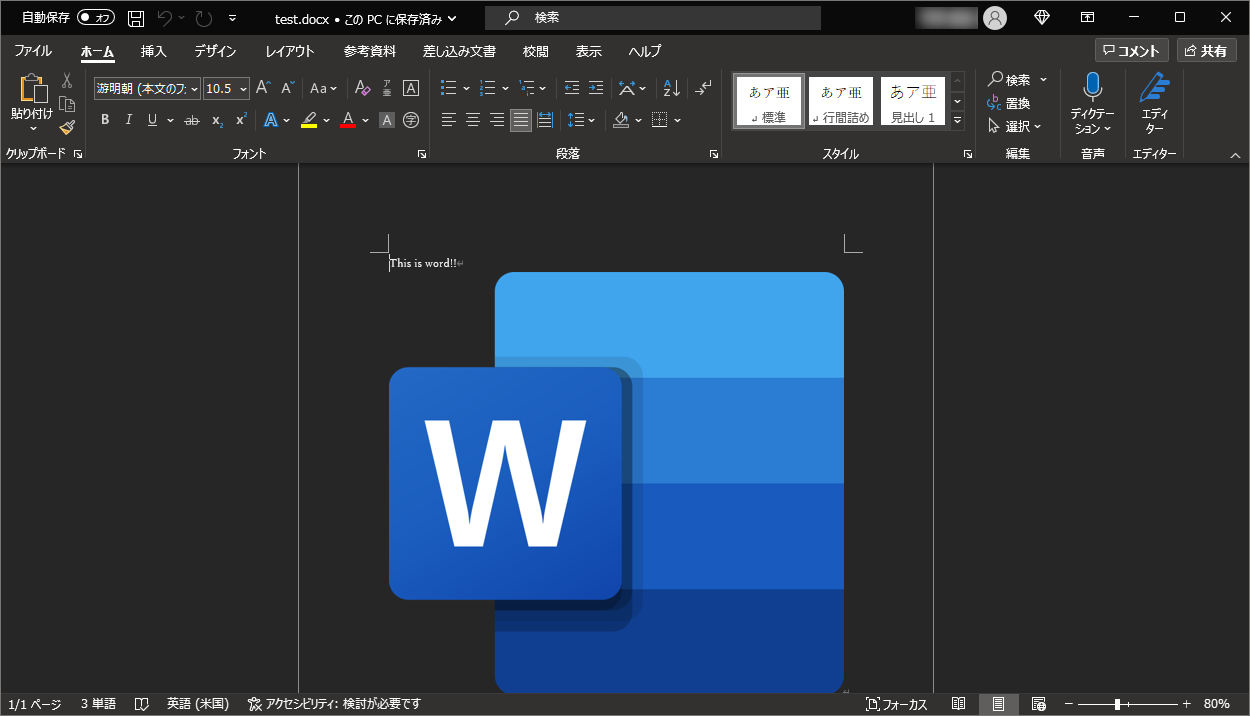 自動保存 オフ test.docx • この PC に保存済み 検索
ファイル ホーム 挿入 デザイン レイアウト 参考資料 差し込み文書 校閲 表示 ヘルプ コメント 共有
貼り付け
游明朝 (本文のフ 10.5 Aa ア亜 A
B I U ab x₂ x² A A A 字
あア亜 あア亜 あア亜
↲ 標準 ↲ 行間詰め 見出し 1
検索
置換
選択
ディクテー
ション
エディ
ター
クリップボード フォント 段落 スタイル 編集 音声 エディター
This is word!!↵
W
1/1 ページ 3 単語 英語 (米国) アクセシビリティ: 検討が必要です フォーカス 80%